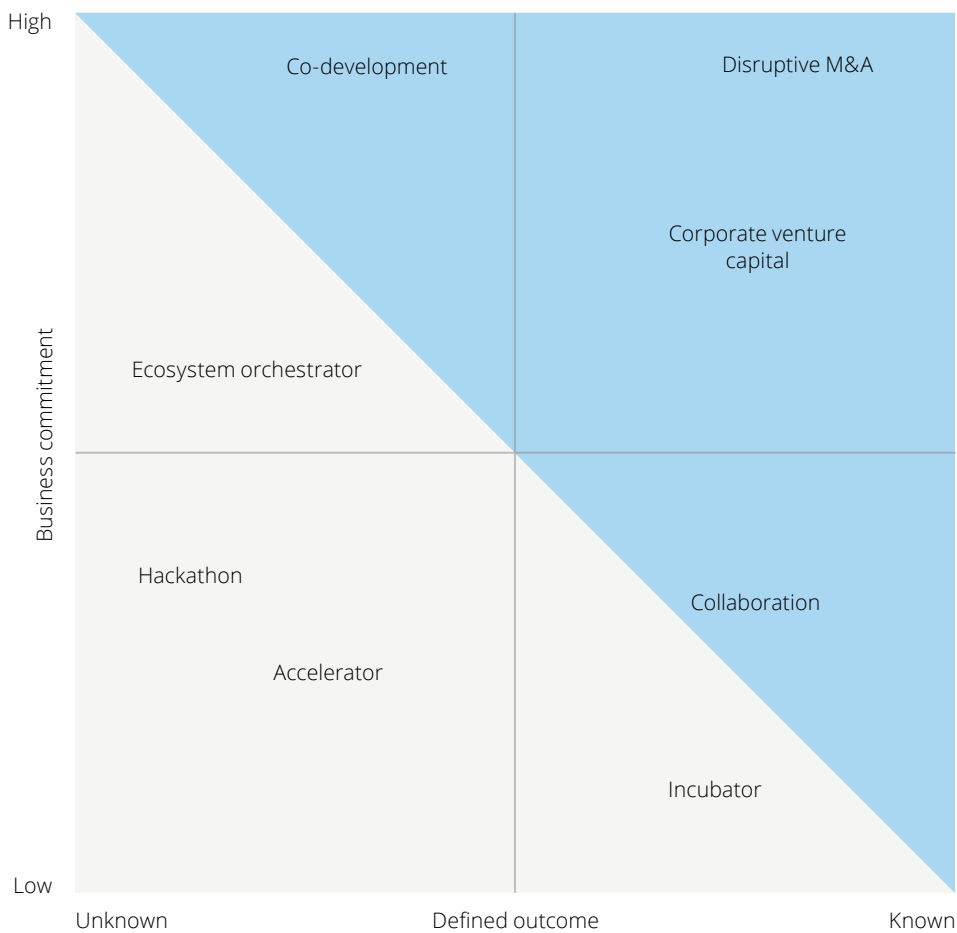 High
Co-development
Disruptive M&A
Corporate venture
capital
Business commitment
Ecosystem orchestrator
Hackathon
Collaboration
Accelerator
Incubator
Low
Unknown
Defined outcome
Known